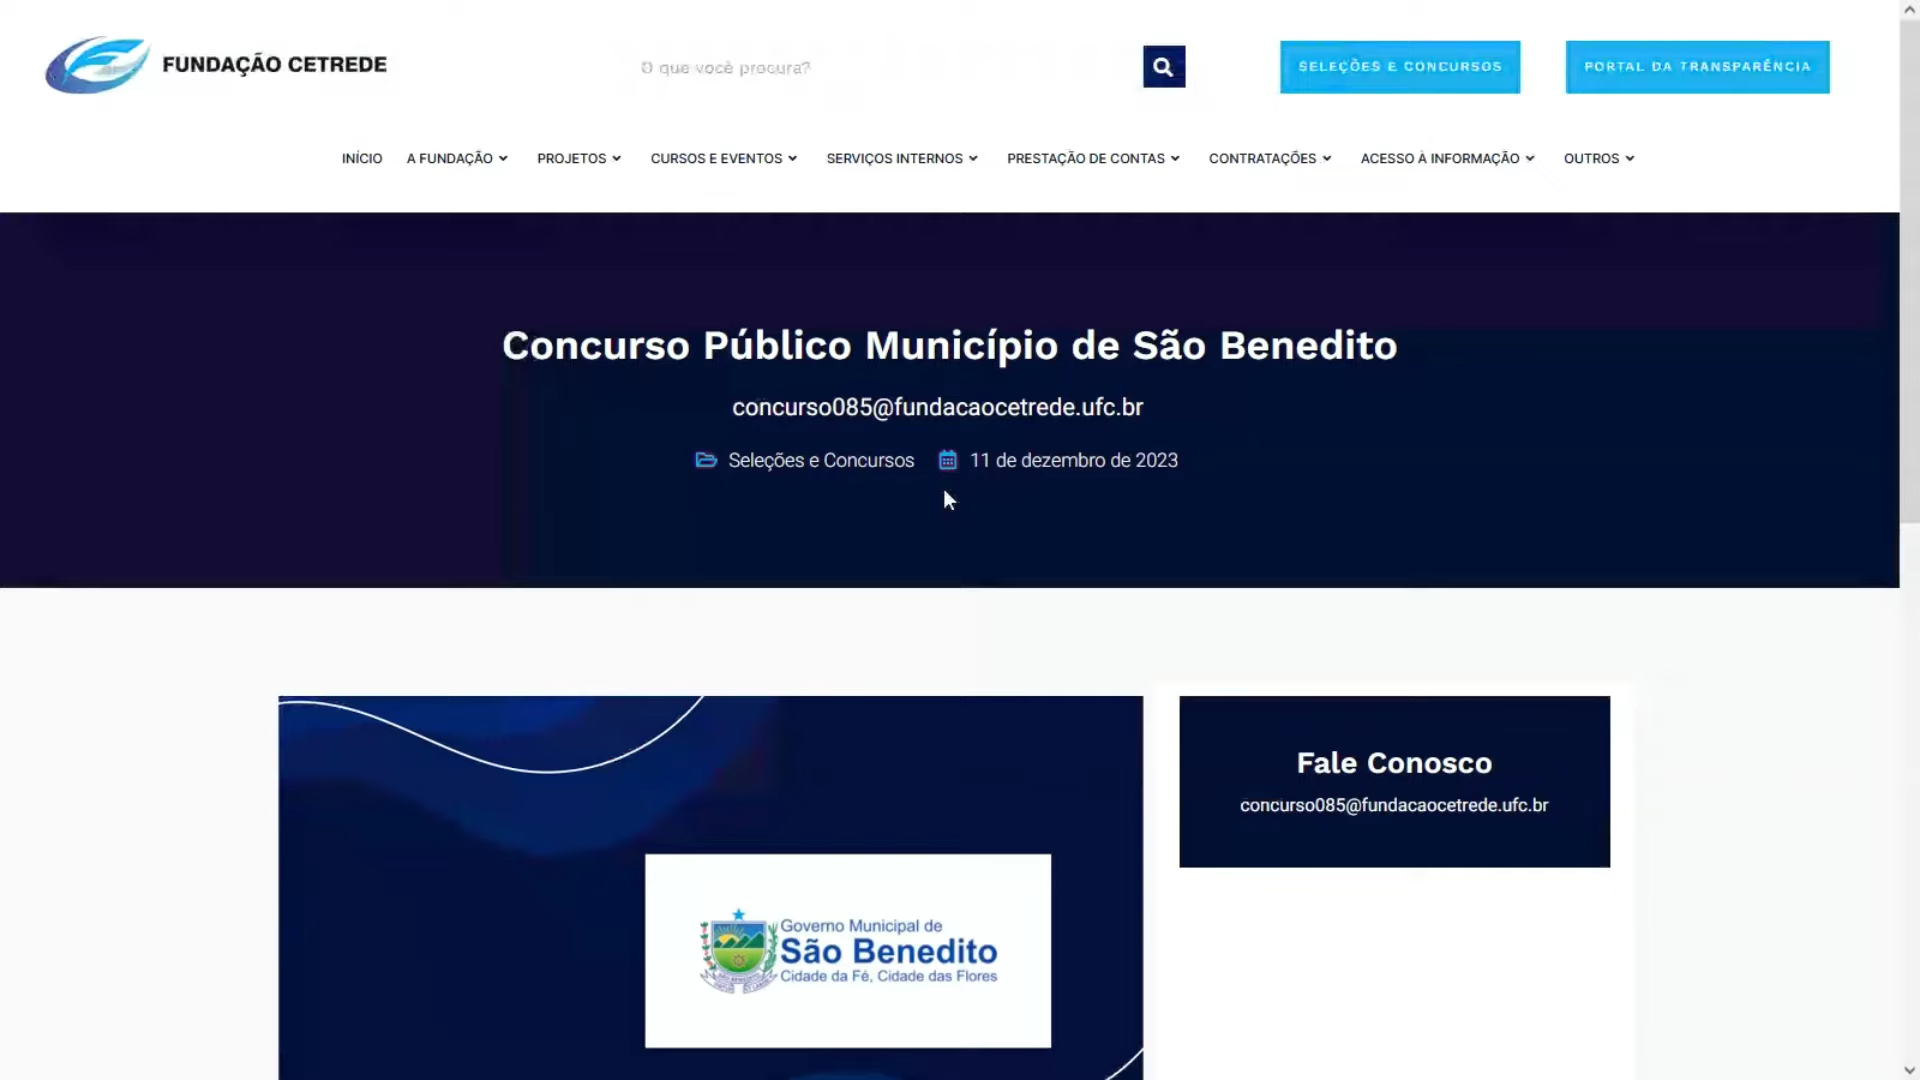 FUNDAÇÃO CETREDE
O que você procura?
SELEÇÕES E CONCURSOS
PORTAL DA TRANSPARÊNCIA
INÍCIO
A FUNDAÇÃO
PROJETOS
CURSOS E EVENTOS
SERVIÇOS INTERNOS
PRESTAÇÃO DE CONTAS
CONTRATAÇÕES
ACESSO À INFORMAÇÃO
OUTROS
Concurso Público Município de São Benedito
concurso085@fundacaocetrede.ufc.br
Seleções e Concursos
11 de dezembro de 2023
Fale Conosco
concurso085@fundacaocetrede.ufc.br
Governo Municipal de
São Benedito
Cidade da Fé, Cidade das Flores